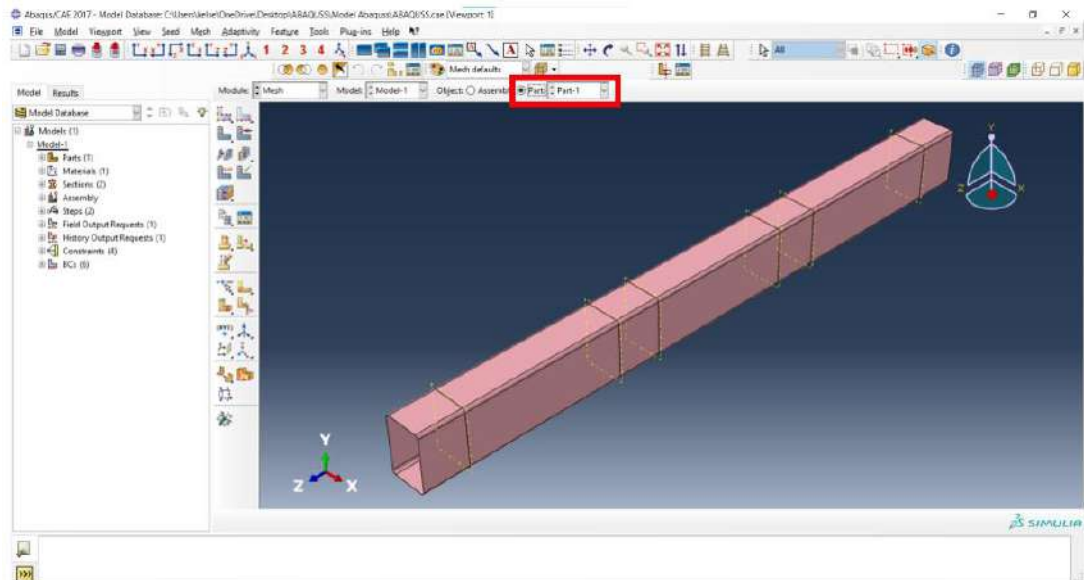 Abaqus/CAE 2017 - Model Database: C:\Users\kelse\OneDrive\Desktop\ABAQUSS\Model Abaquss\ABAQUSS.cae [Viewport: 1]
File Model Viewport View Seed Mesh Adaptivity Feature Tools Plug-ins Help
1 2 3 4 A All
Mesh defaults
Model Results Module: Mesh Model: Model-1 Object: Assembly Part: Part-1
Model Database
Models (1)
Model-1
Parts (1)
Materials (1)
Sections (2)
Assembly
Steps (2)
Field Output Requests (1)
History Output Requests (1)
Constraints (4)
BCs (6)
Y
Z X
Y
Z X
SIMULIA